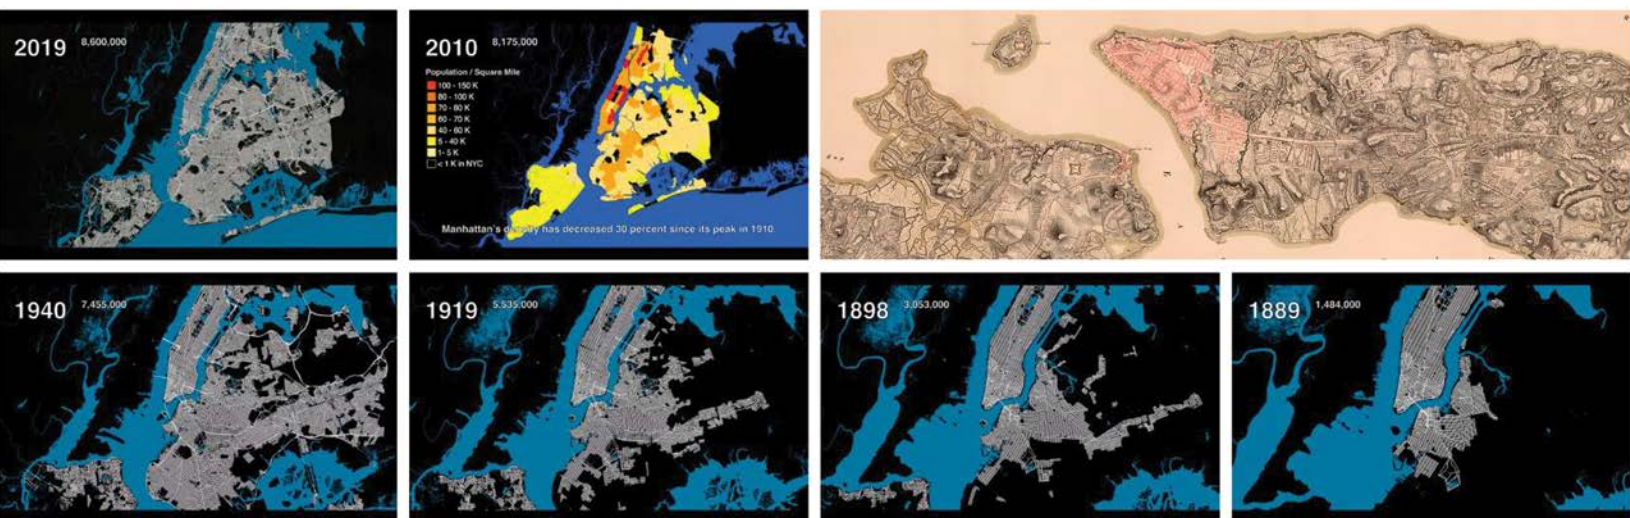 2019 8,600,000
2010 8,175,000
Population / Square Mile
100 - 150 K
80 - 100 K
70 - 80 K
60 - 70 K
40 - 60 K
5 - 40 K
1- 5 K
< 1 K in NYC
Manhattan's density has decreased 30 percent since its peak in 1910.
1940 7,455,000
1919 5,535,000
1898 3,053,000
1889 1,484,000